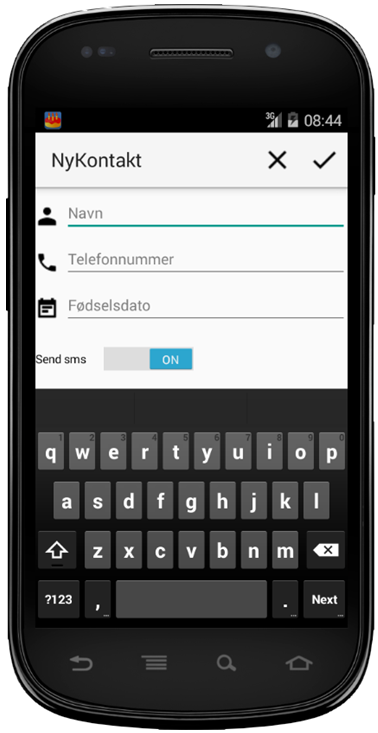 3G 08:44
NyKontakt
Navn
Telefonnummer
Fødselsdato
Send sms ON
1 2 3 4 5 6 7 8 9 0
q w e r t y u i o p
a s d f g h j k l
z x c v b n m
?123 , ... . ... Next ...